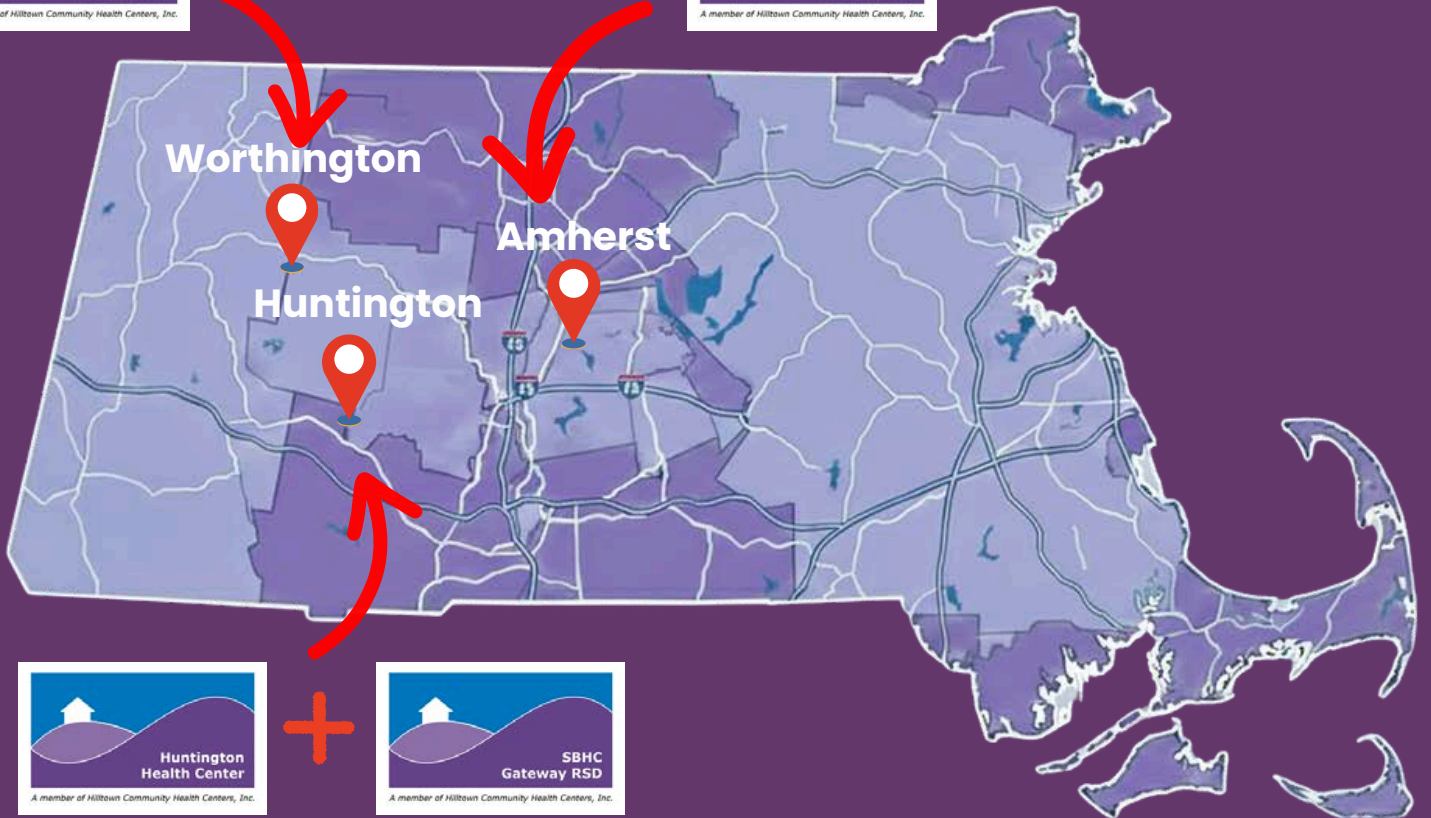 of Hilltown Community Health Centers, Inc.
A member of Hilltown Community Health Centers, Inc.
Worthington
Amherst
Huntington
Huntington
Health Center
A member of Hilltown Community Health Centers, Inc.
SBHC
Gateway RSD
A member of Hilltown Community Health Centers, Inc.